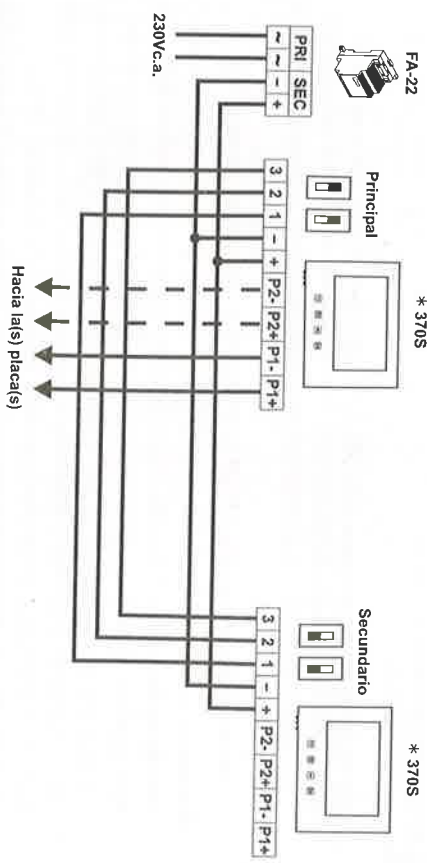 FA-22
PRI SEC
~ ~ - +
230Vc.a.
Principal
* 370S
3 2 1 - + P2- P2+ P1- P1+
Hacia la(s) placa(s)
Secundario
* 370S
3 2 1 - + P2- P2+ P1- P1+